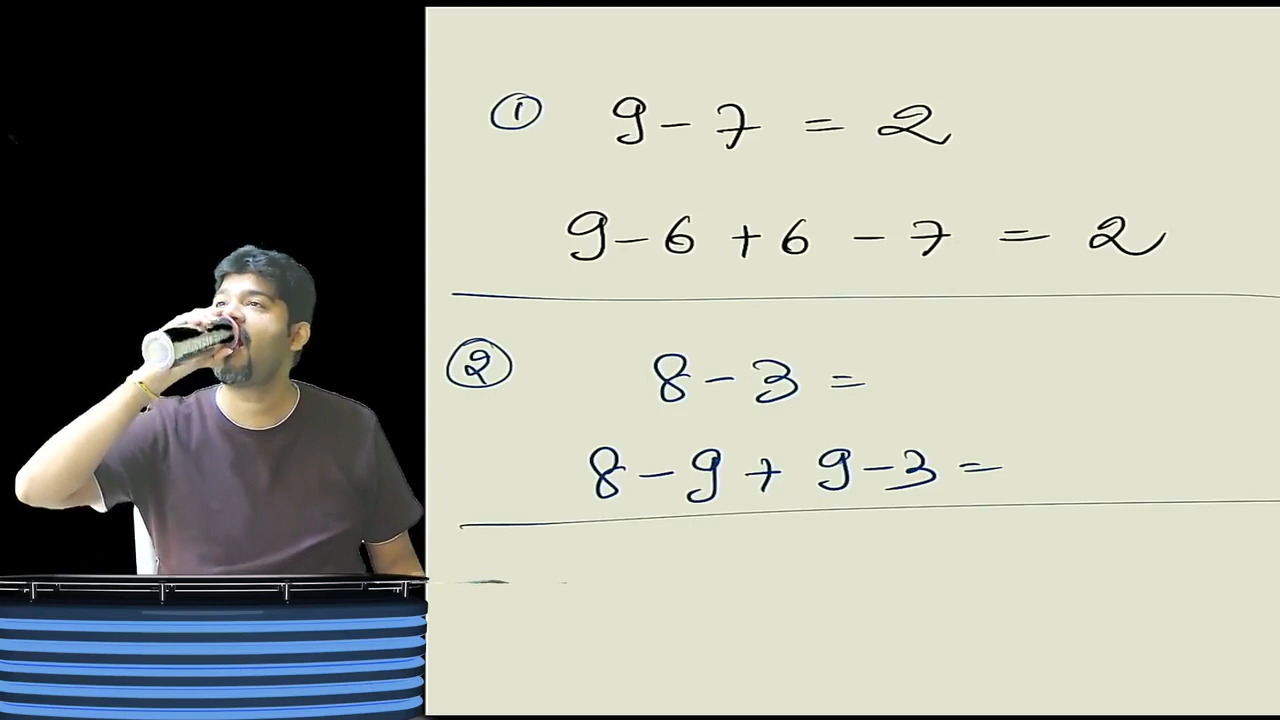 ① 9 - 7 = 2
9 - 6 + 6 - 7 = 2
② 8 - 3 =
8 - 9 + 9 - 3 =